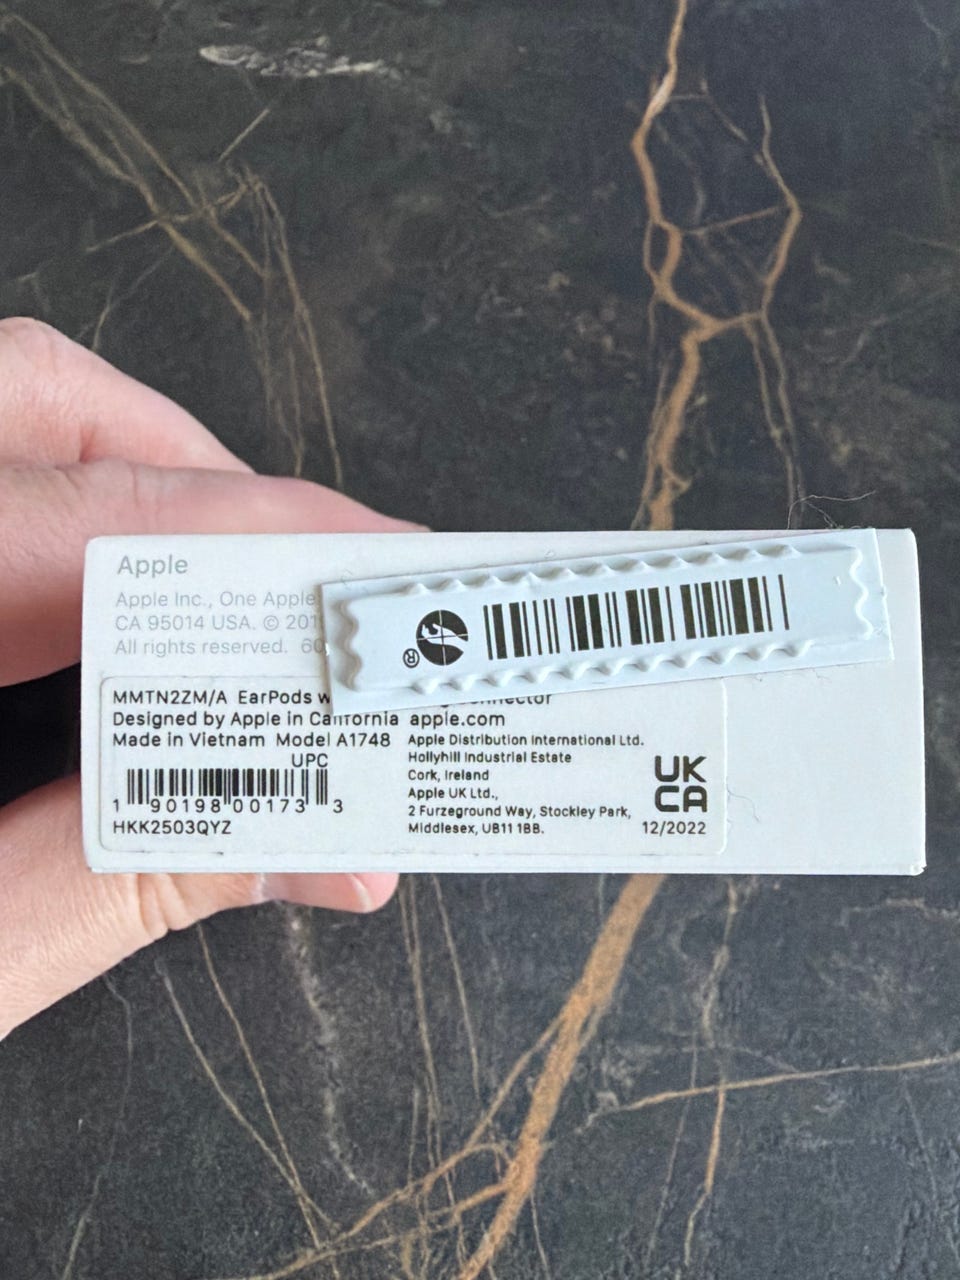 Apple
Apple Inc., One Apple
CA 95014 USA. © 201
All rights reserved. 60
®
MMTN2ZM/A EarPods
Designed by Apple in California apple.com
Made in Vietnam Model A1748
UPC
1 90198 00173 3
HKK2503QYZ
Apple Distribution International Ltd.
Hollyhill Industrial Estate
Cork, Ireland
Apple UK Ltd.,
2 Furzeground Way, Stockley Park,
Middlesex, UB11 1BB.
UK
CA
12/2022